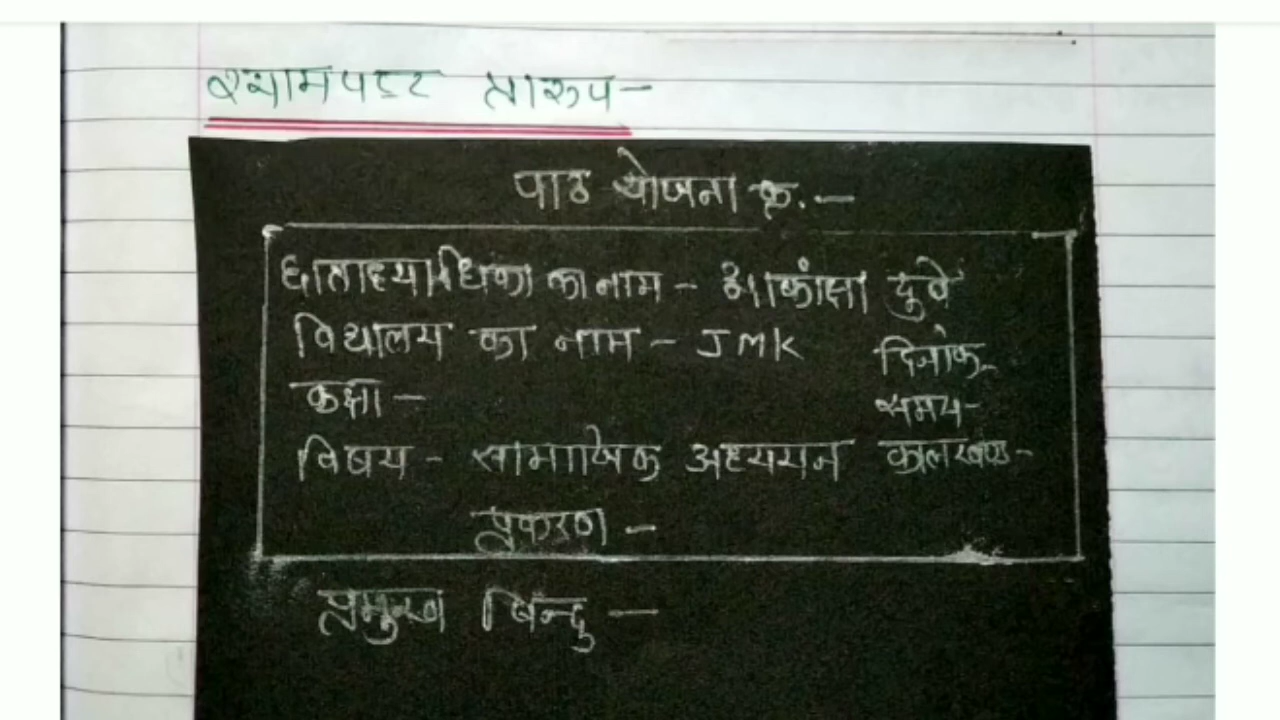 श्यामपट्ट प्रारूप-
पाठ योजना क्र.-
छात्राध्यापिका का नाम - आकांक्षा दुबे
विद्यालय का नाम - JMK दिनांक-
कक्षा - समय-
विषय - सामाजिक अध्ययन कालखण्ड-
प्रकरण -
प्रमुख बिन्दु -